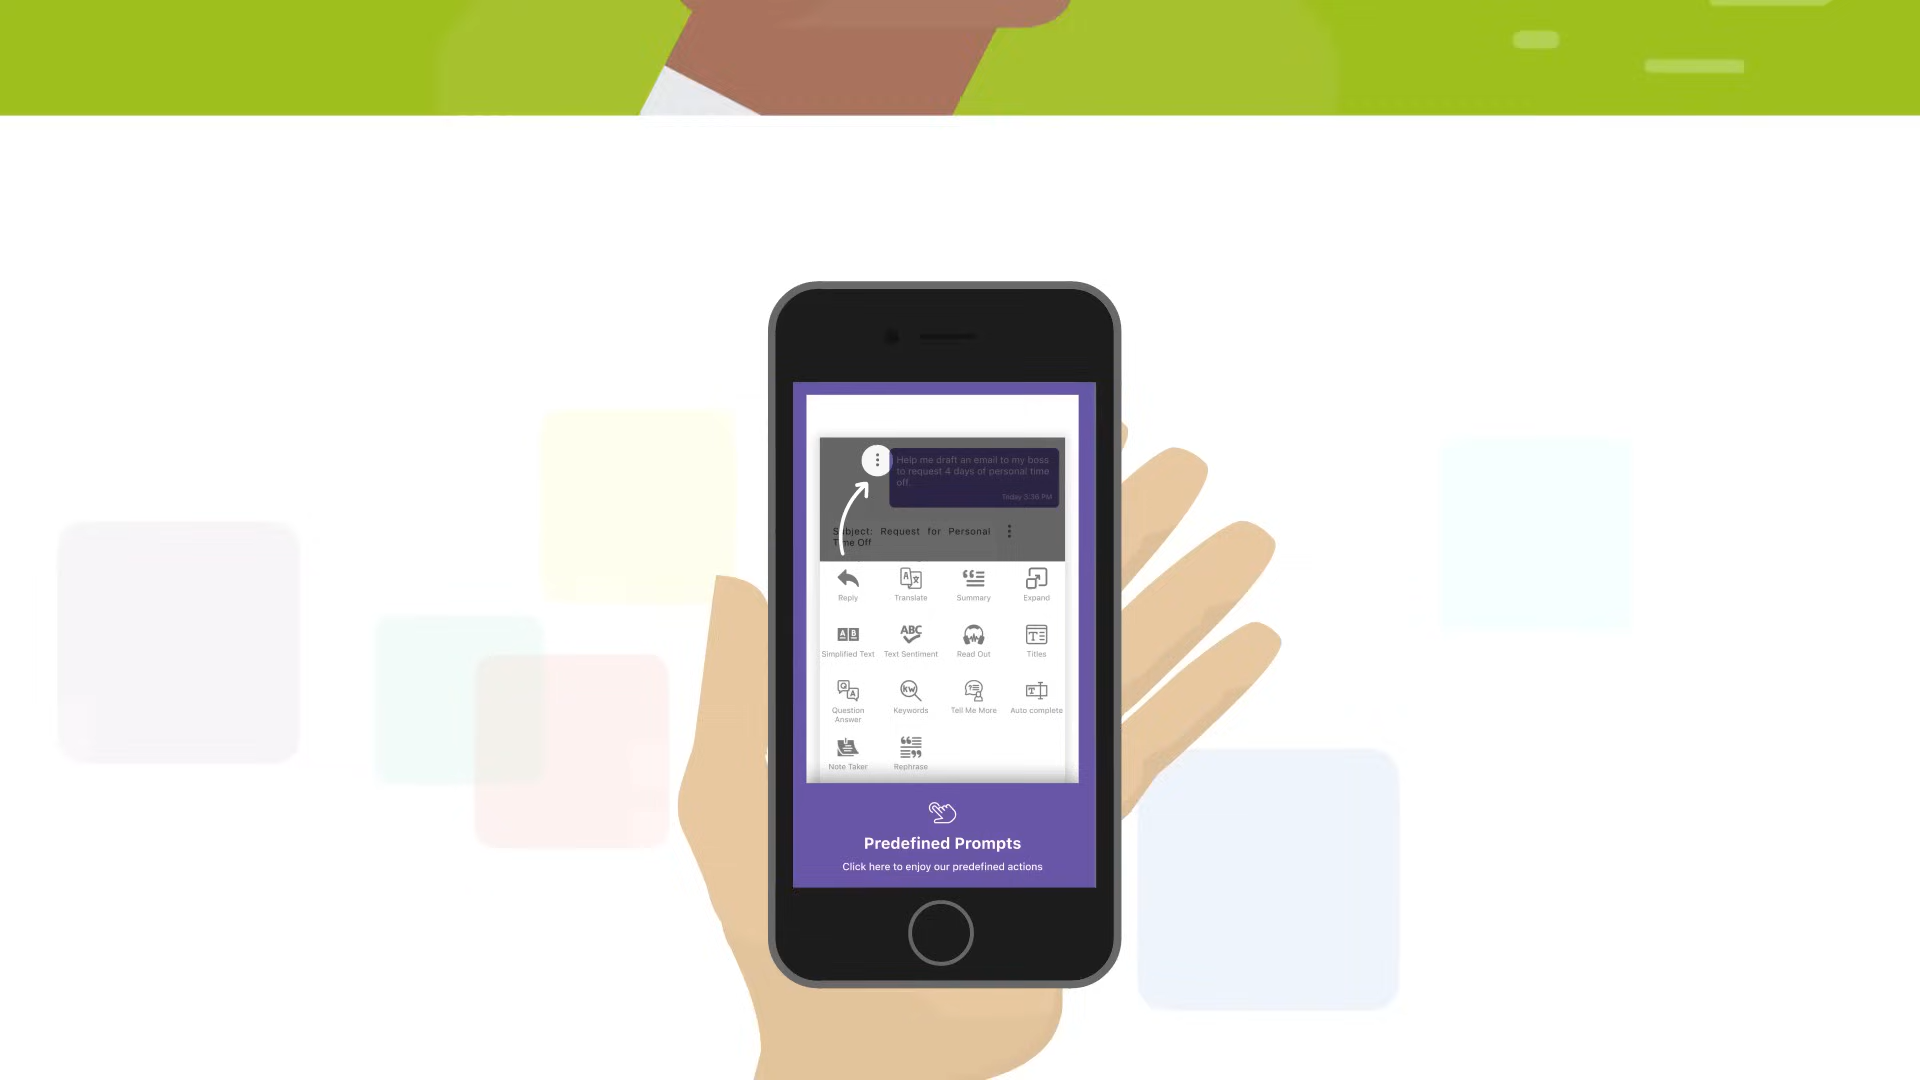 Help me draft an email to my boss
to request 4 days of personal time
off.
Today 5:36 PM
Subject: Request for Personal
Time Off
Reply Translate Summary Expand
Simplified Text Text Sentiment Read Out Titles
Question
Answer Keywords Tell Me More Auto complete
Note Taker Rephrase
Predefined Prompts
Click here to enjoy our predefined actions